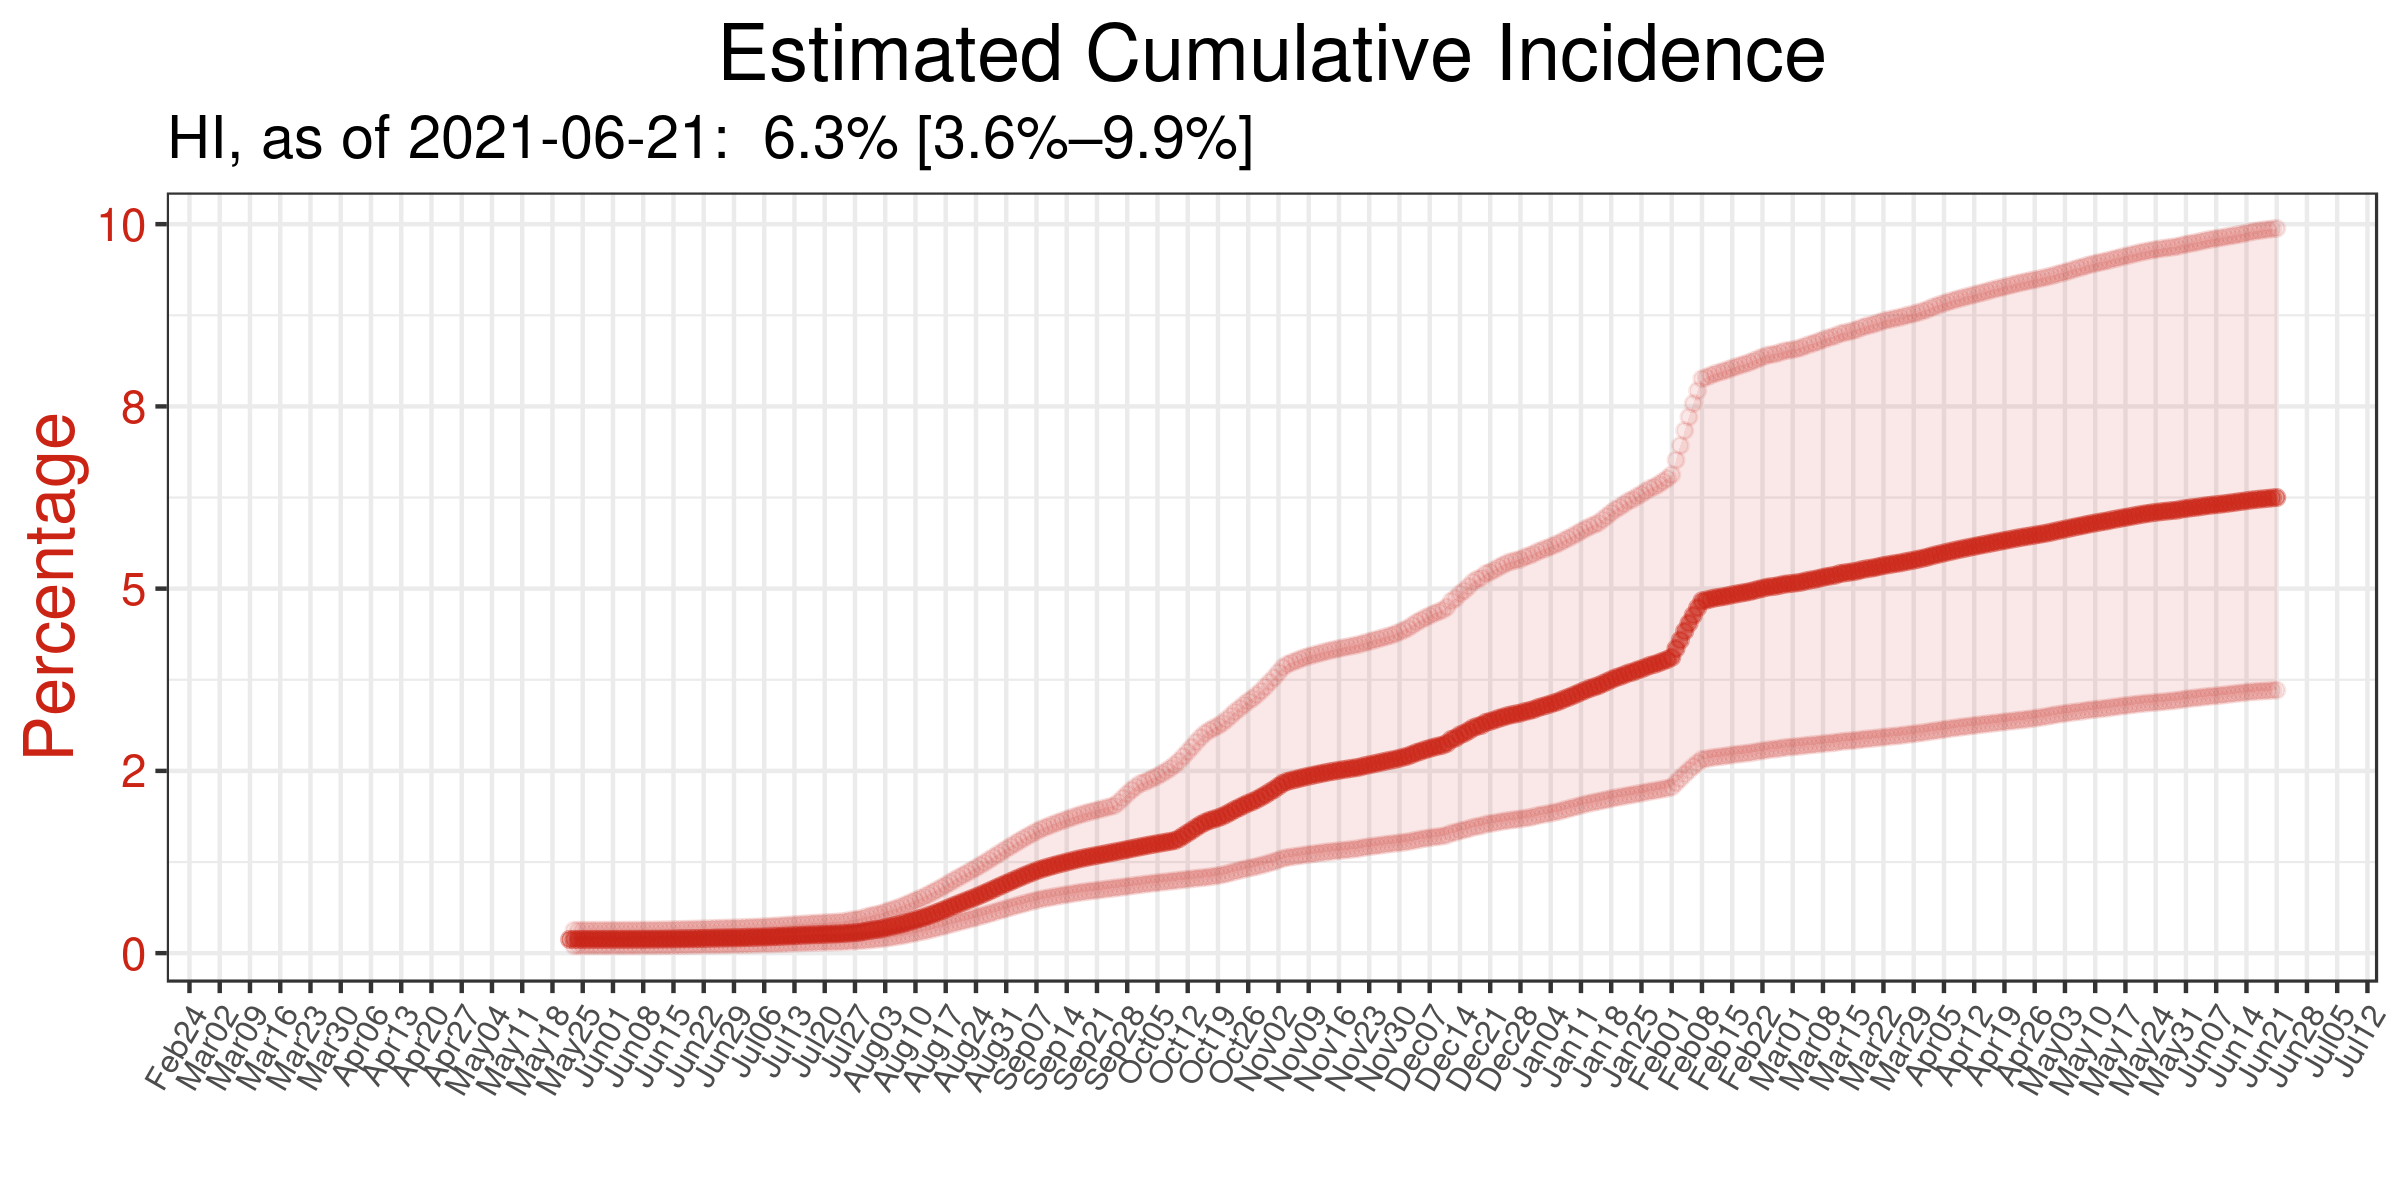 Estimated Cumulative Incidence
HI, as of 2021-06-21: 6.3% [3.6%–9.9%]
Percentage
10
8
5
2
0
Feb24
Mar02
Mar09
Mar16
Mar23
Mar30
Apr06
Apr13
Apr20
Apr27
May04
May11
May18
May25
Jun01
Jun08
Jun15
Jun22
Jun29
Jul06
Jul13
Jul20
Jul27
Aug03
Aug10
Aug17
Aug24
Aug31
Sep07
Sep14
Sep21
Sep28
Oct05
Oct12
Oct19
Oct26
Nov02
Nov09
Nov16
Nov23
Nov30
Dec07
Dec14
Dec21
Dec28
Jan04
Jan11
Jan18
Jan25
Feb01
Feb08
Feb15
Feb22
Mar01
Mar08
Mar15
Mar22
Mar29
Apr05
Apr12
Apr19
Apr26
May03
May10
May17
May24
May31
Jun07
Jun14
Jun21
Jun28
Jul05
Jul12